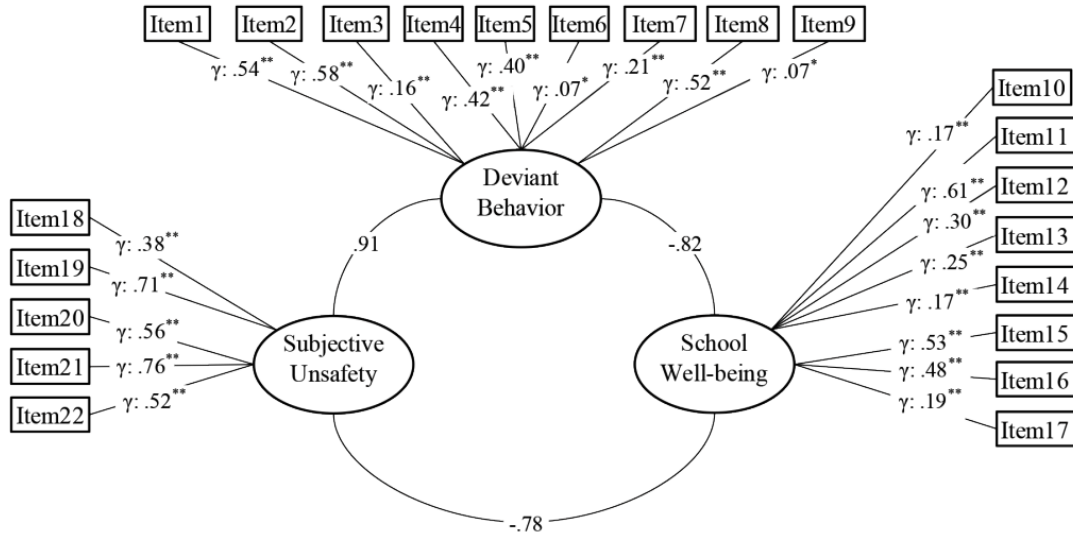 Item1 Item2 Item3 Item4 Item5 Item6 Item7 Item8 Item9
γ: .54**
γ: .58**
γ: .16**
γ: .42**
γ: .40**
γ: .07*
γ: .21**
γ: .52**
γ: .07*
Deviant
Behavior
Item10
Item11
Item12
Item13
Item14
Item15
Item16
Item17
γ: .17**
γ: .61**
γ: .30**
γ: .25**
γ: .17**
γ: .53**
γ: .48**
γ: .19**
Item18
Item19
Item20
Item21
Item22
γ: .38**
γ: .71**
γ: .56**
γ: .76**
γ: .52**
.91
-.82
Subjective
Unsafety
School
Well-being
-.78